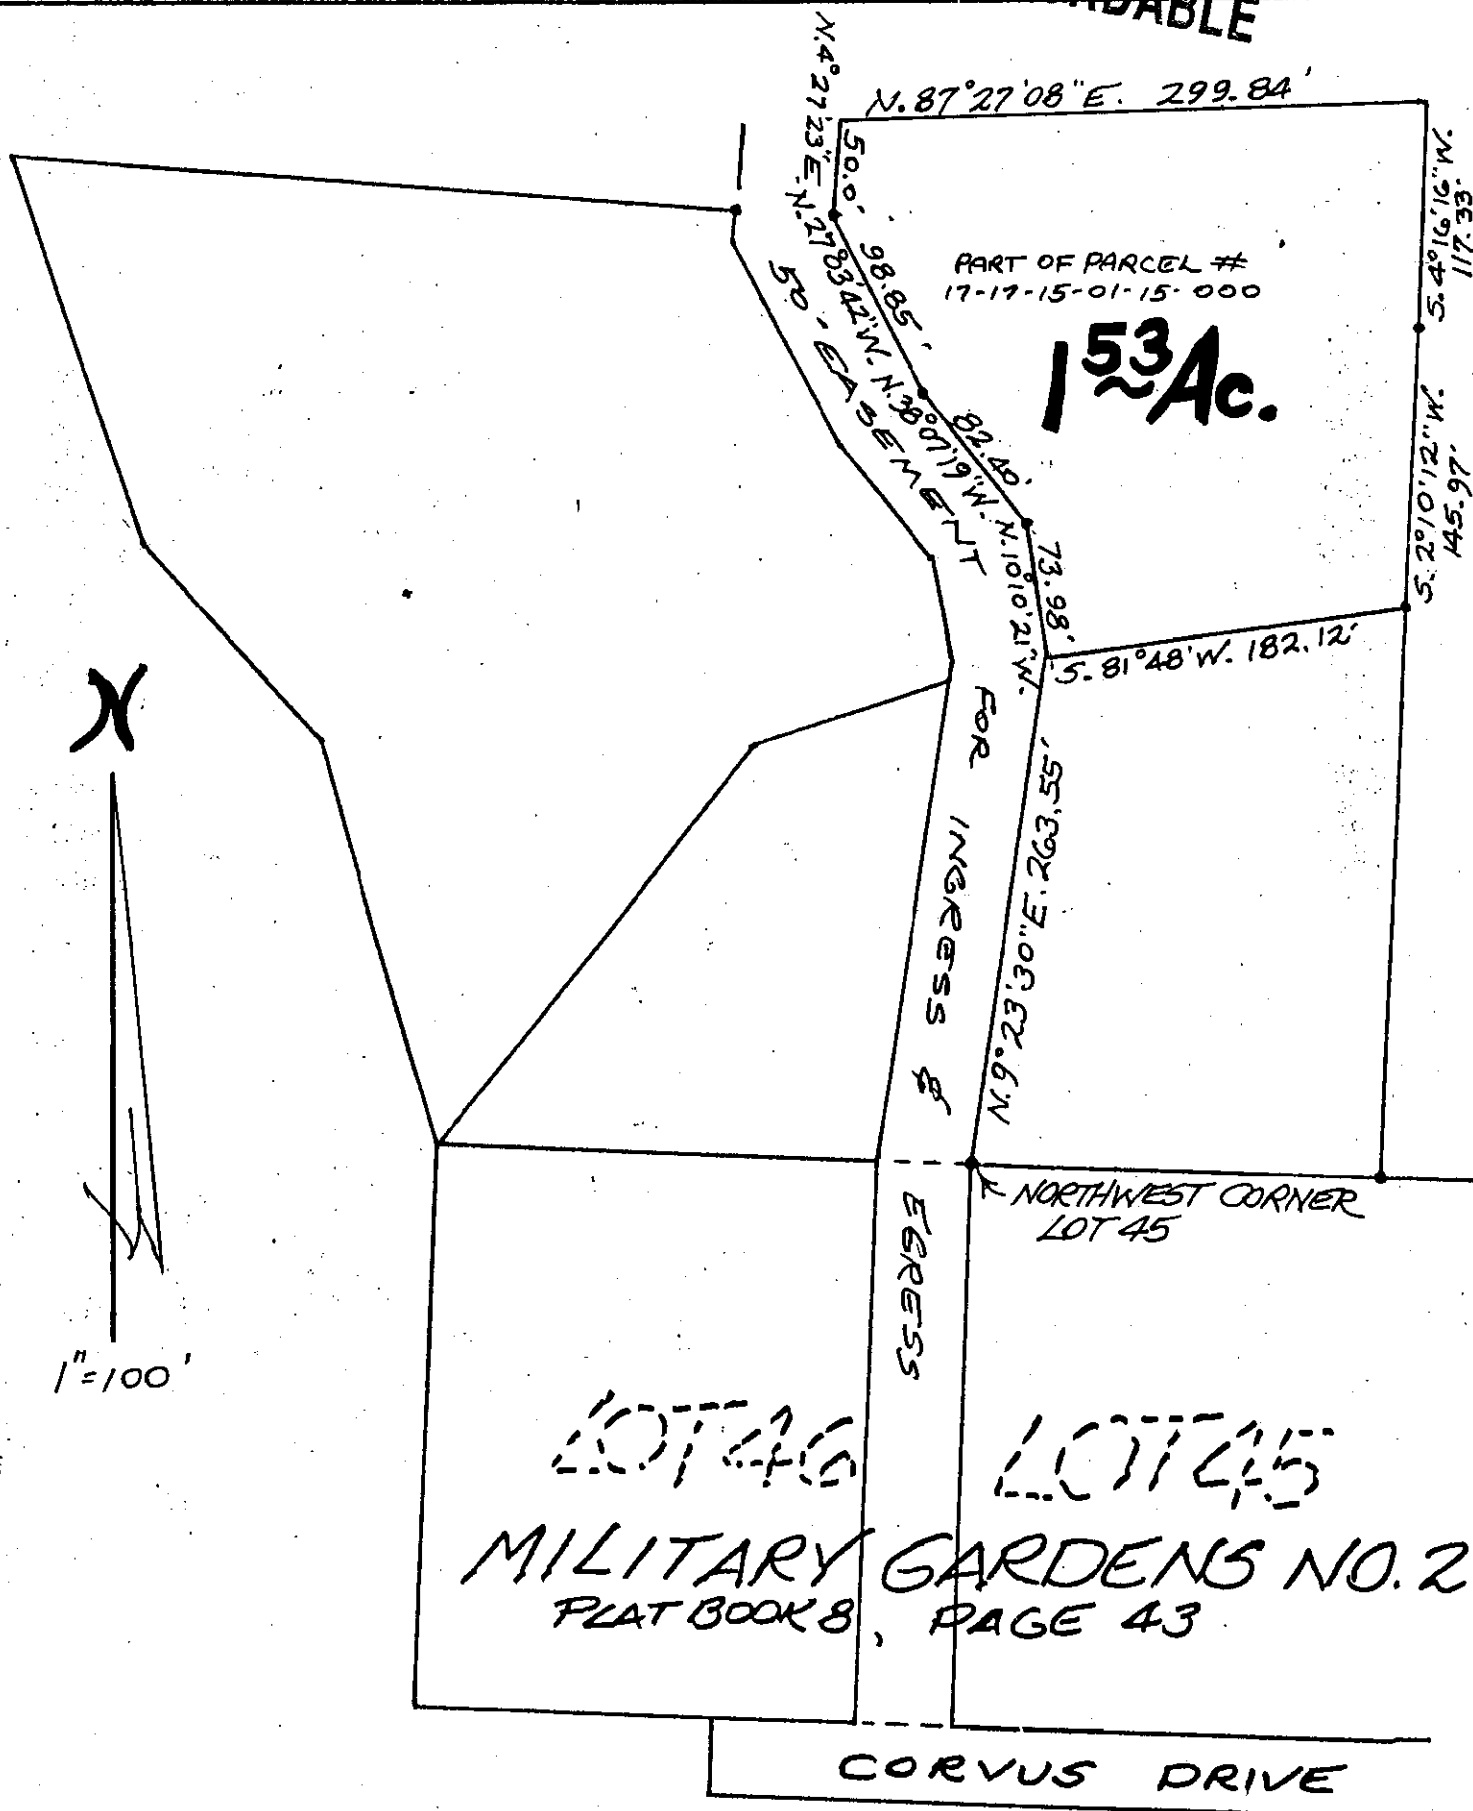 N. 87°27'08"E. 299.84'
N. 4°27'23"E.
50.0'
S. 4°16'16"W.
117.33'
N. 27°03'42"W.
98.85'
PART OF PARCEL #
17-17-15-01-15-000
1 53 Ac.
N. 38°07'19"W.
82.40'
S. 2°10'12"W.
145.97'
N. 10°10'21"W.
73.98'
S. 81°48'W. 182.12'
50' EASEMENT FOR INGRESS & EGRESS
N. 9°23'30"E. 263.55'
N
1"=100'
NORTHWEST CORNER
LOT 45
LOT 46
LOT 45
MILITARY GARDENS NO. 2
PLAT BOOK 8, PAGE 43
CORVUS DRIVE